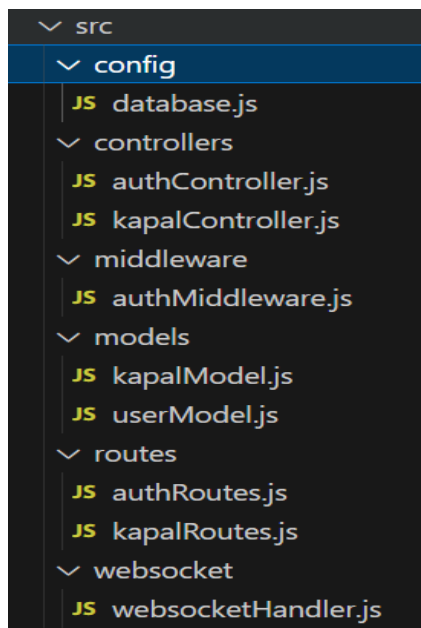 src
config
JS database.js
controllers
JS authController.js
JS kapalController.js
middleware
JS authMiddleware.js
models
JS kapalModel.js
JS userModel.js
routes
JS authRoutes.js
JS kapalRoutes.js
websocket
JS websocketHandler.js